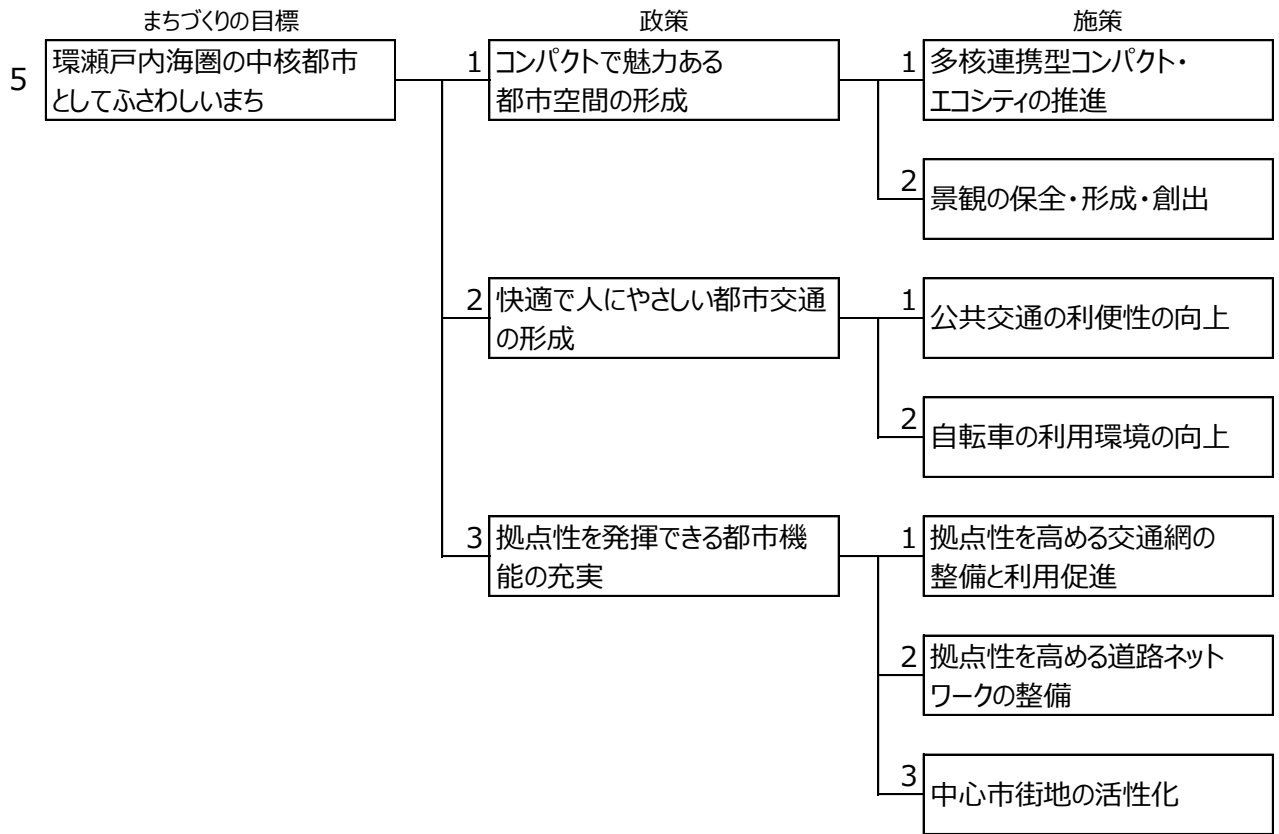 まちづくりの目標
政策
施策
5
環瀬戸内海圏の中核都市
としてふさわしいまち
1
コンパクトで魅力ある
都市空間の形成
1
多核連携型コンパクト・
エコシティの推進
2
景観の保全・形成・創出
2
快適で人にやさしい都市交通
の形成
1
公共交通の利便性の向上
2
自転車の利用環境の向上
3
拠点性を発揮できる都市機
能の充実
1
拠点性を高める交通網の
整備と利用促進
2
拠点性を高める道路ネット
ワークの整備
3
中心市街地の活性化